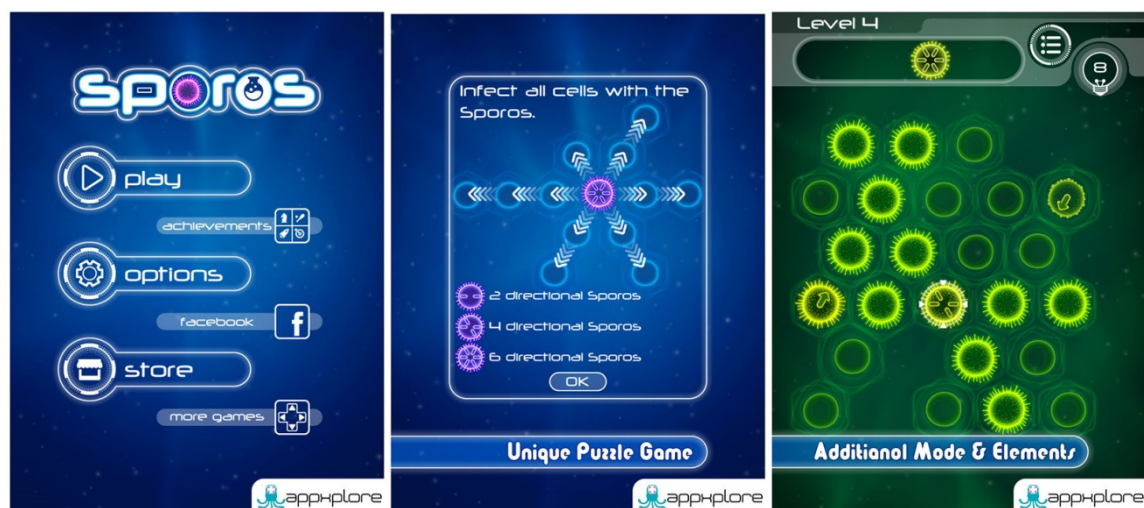 sporos
play
achievements
options
facebook
store
more games
appxplore
Infect all cells with the
Sporos.
2 directional Sporos
4 directional Sporos
6 directional Sporos
OK
Unique Puzzle Game
appxplore
Level 4
8
Additianol Mode & Elements
appxplore